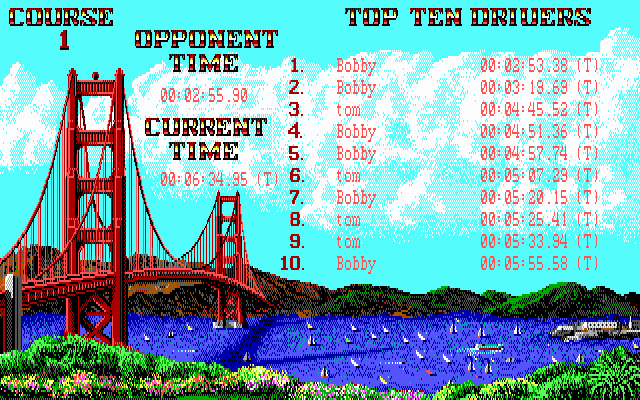 COURSE
1
OPPONENT
TIME
00:02:55.90
CURRENT
TIME
00:06:34.95 (T)
TOP TEN DRIVERS
1. Bobby 00:02:53.38 (T)
2. Bobby 00:03:19.69 (T)
3. tom 00:04:45.52 (T)
4. Bobby 00:04:51.36 (T)
5. Bobby 00:04:57.74 (T)
6. tom 00:05:07.29 (T)
7. Bobby 00:05:20.15 (T)
8. tom 00:05:25.41 (T)
9. tom 00:05:33.94 (T)
10. Bobby 00:05:55.58 (T)